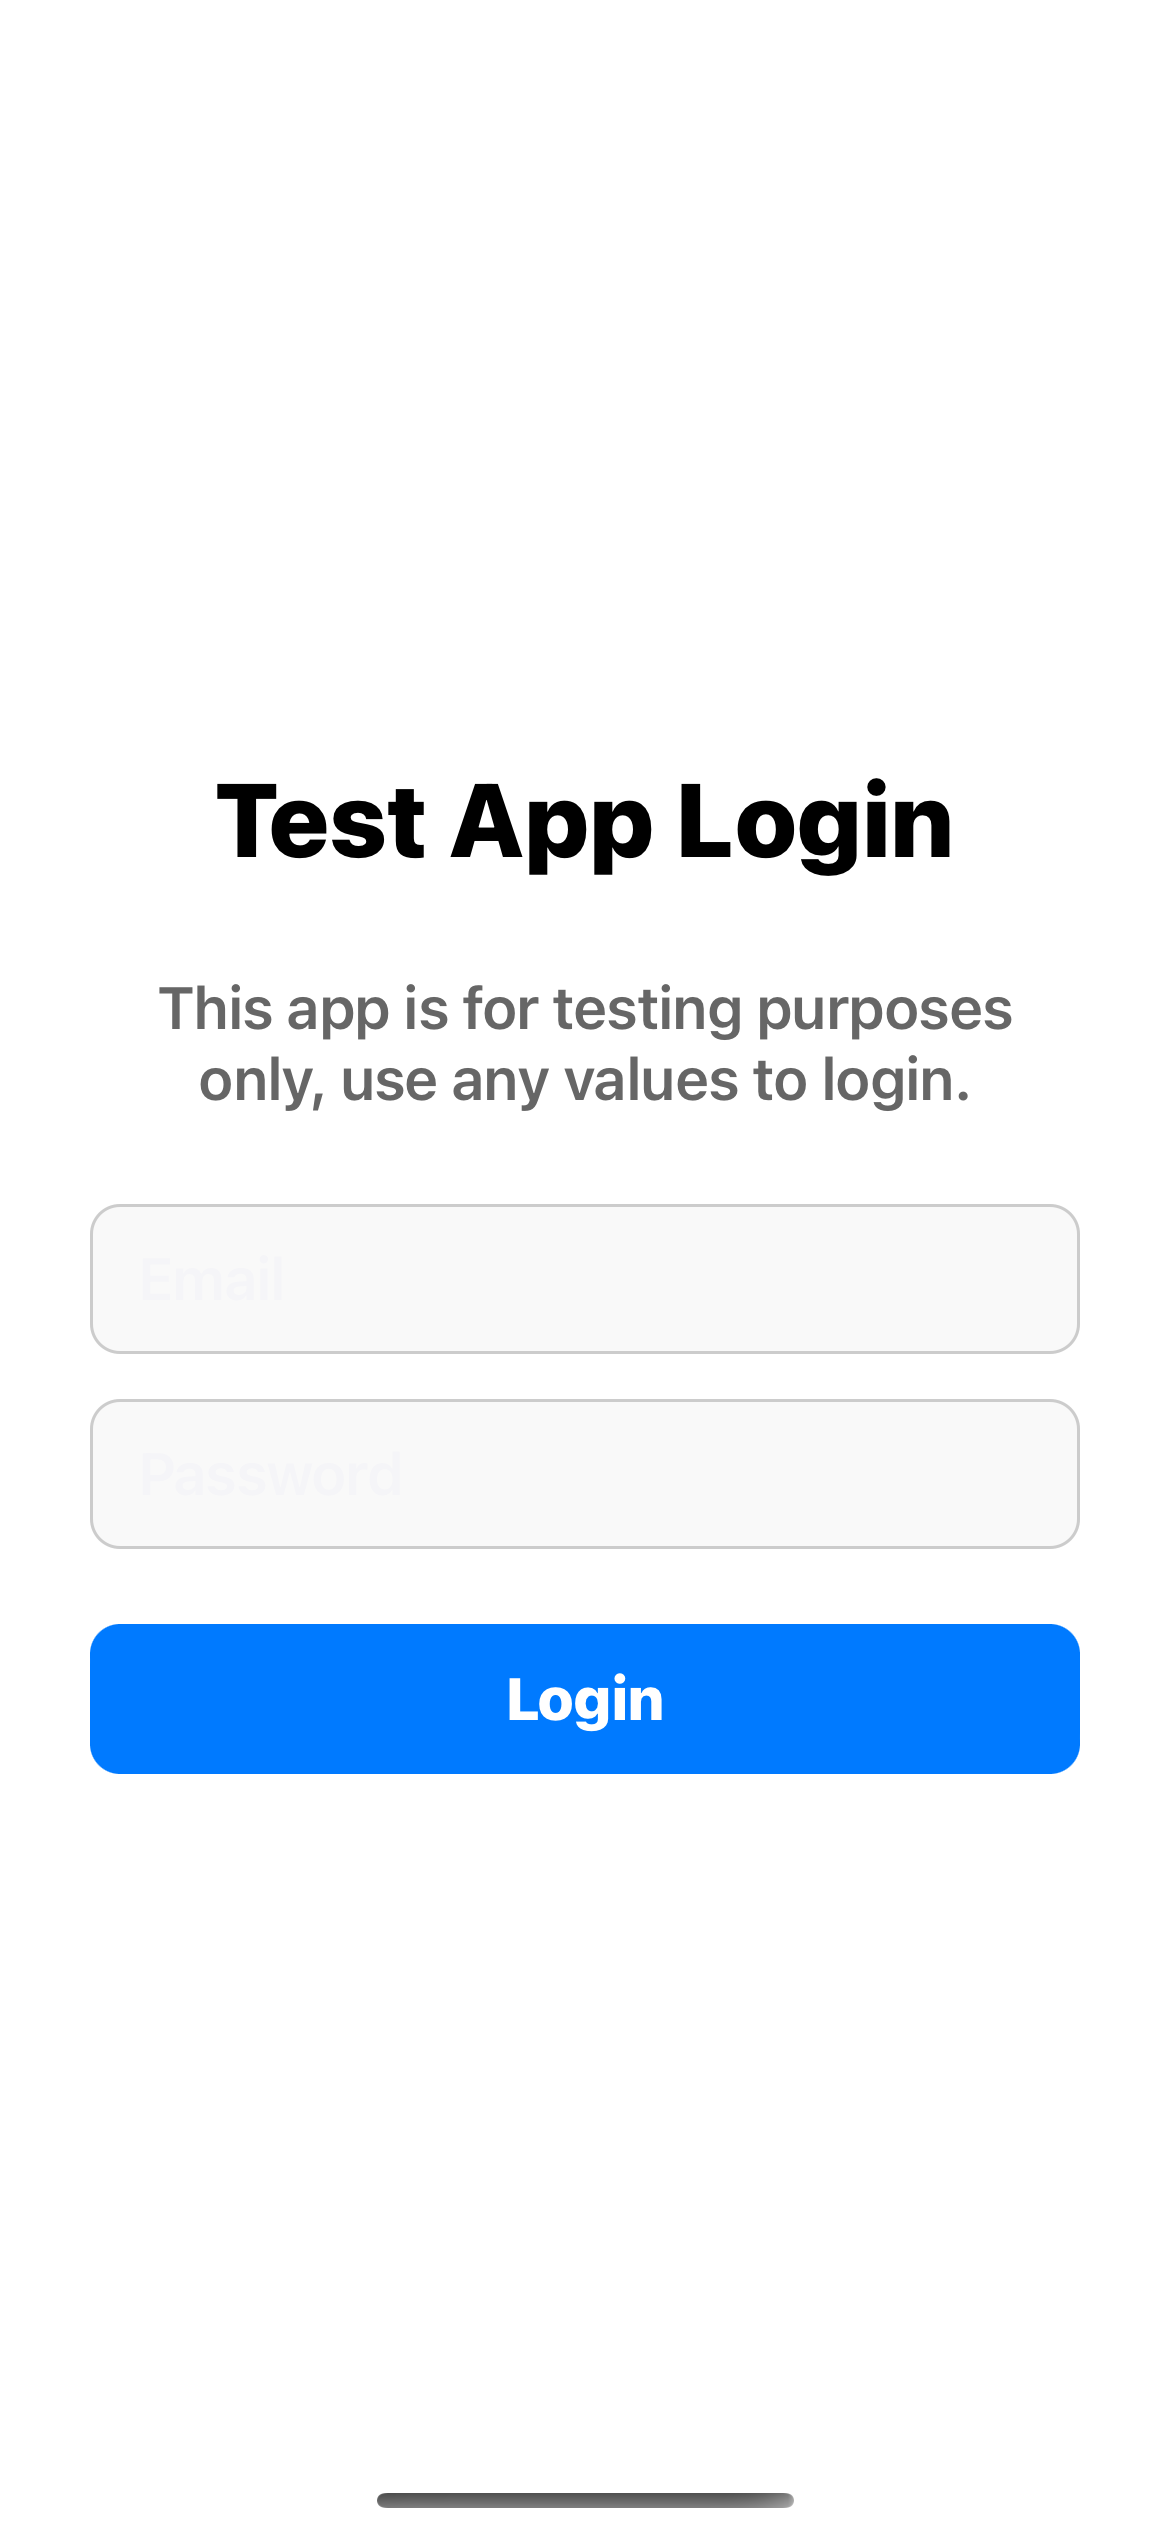 Test App Login
This app is for testing purposes
only, use any values to login.
Email
Password
Login